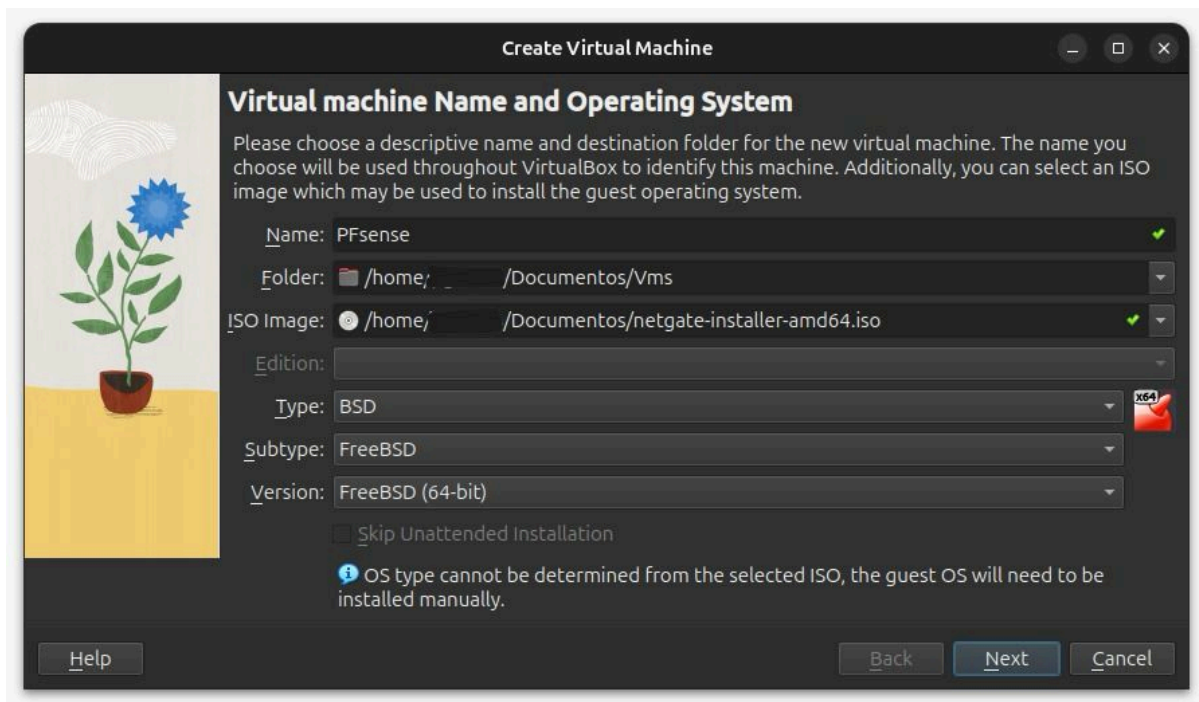 Create Virtual Machine
Virtual machine Name and Operating System
Please choose a descriptive name and destination folder for the new virtual machine. The name you
choose will be used throughout VirtualBox to identify this machine. Additionally, you can select an ISO
image which may be used to install the guest operating system.
Name: PFsense
Folder: /home/ /Documentos/Vms
ISO Image: /home/ /Documentos/netgate-installer-amd64.iso
Edition:
Type: BSD
X64
Subtype: FreeBSD
Version: FreeBSD (64-bit)
Skip Unattended Installation
OS type cannot be determined from the selected ISO, the guest OS will need to be
installed manually.
Help Back Next Cancel